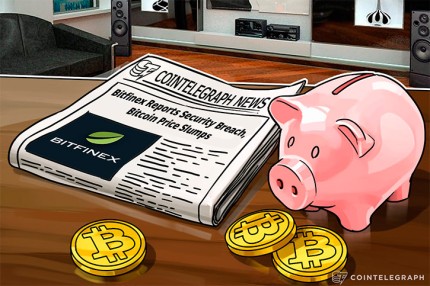 COINTELEGRAPH NEWS
Bitfinex Reports Security Breach,
Bitcoin Price Slumps
BITFINEX
COINTELEGRAPH